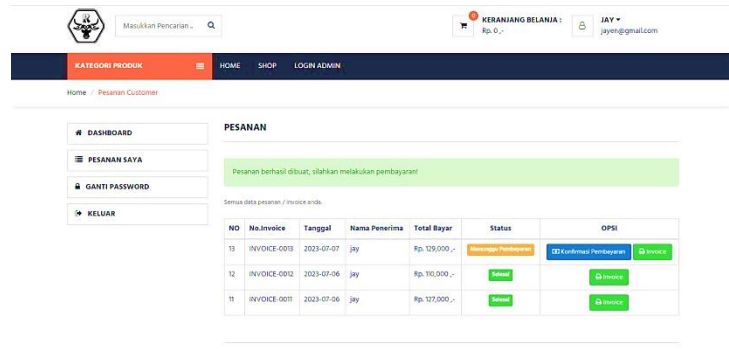 Masukkan Pencarian ..
0
KERANJANG BELANJA :
Rp. 0 ,-
JAY
jayen@gmail.com
KATEGORI PRODUK
HOME SHOP LOGIN ADMIN
Home / Pesanan Customer
DASHBOARD
PESANAN SAYA
GANTI PASSWORD
KELUAR
PESANAN
Pesanan berhasil dibuat, silahkan melakukan pembayaran!
Semua data pesanan / invoice anda.
NO No.Invoice Tanggal Nama Penerima Total Bayar Status OPSI
13 INVOICE-0013 2023-07-07 jay Rp. 129,000 ,- Menunggu Pembayaran Konfirmasi Pembayaran Invoice
12 INVOICE-0012 2023-07-06 jay Rp. 110,000 ,- Selesai Invoice
11 INVOICE-0011 2023-07-06 jay Rp. 127,000 ,- Selesai Invoice